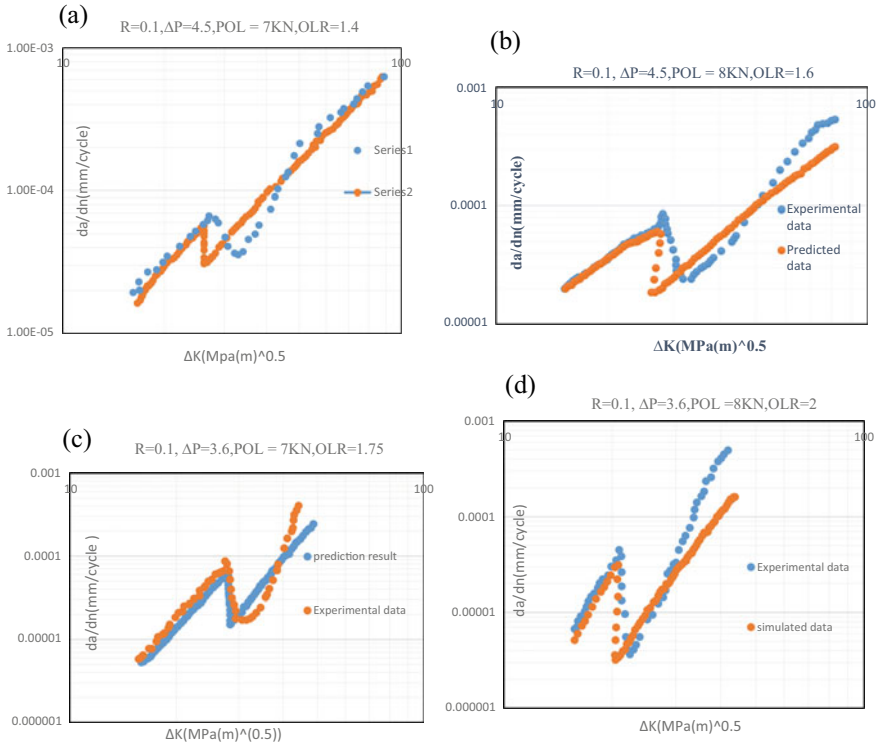 (a)
R=0.1,ΔP=4.5,POL = 7KN,OLR=1.4
1.00E-03
10
100
1.00E-04
1.00E-05
da/dn(mm/cycle)
Series1
Series2
ΔK(Mpa(m)^0.5
(b)
R=0.1, ΔP=4.5,POL = 8KN,OLR=1.6
0.001
10
100
0.0001
0.00001
da/dn(mm/cycle)
Experimental
data
Predicted
data
ΔK(MPa(m)^0.5
(c)
R=0.1, ΔP=3.6,POL = 7KN,OLR=1.75
0.001
10
100
0.0001
0.00001
0.000001
da/dn(mm/cycle )
prediction result
Experimental data
ΔK(MPa(m)^(0.5))
(d)
R=0.1, ΔP=3.6,POL =8KN,OLR=2
0.001
10
100
0.0001
0.00001
0.000001
da/dn(mm/cycle)
Experimental data
simulated data
ΔK(MPa(m)^0.5